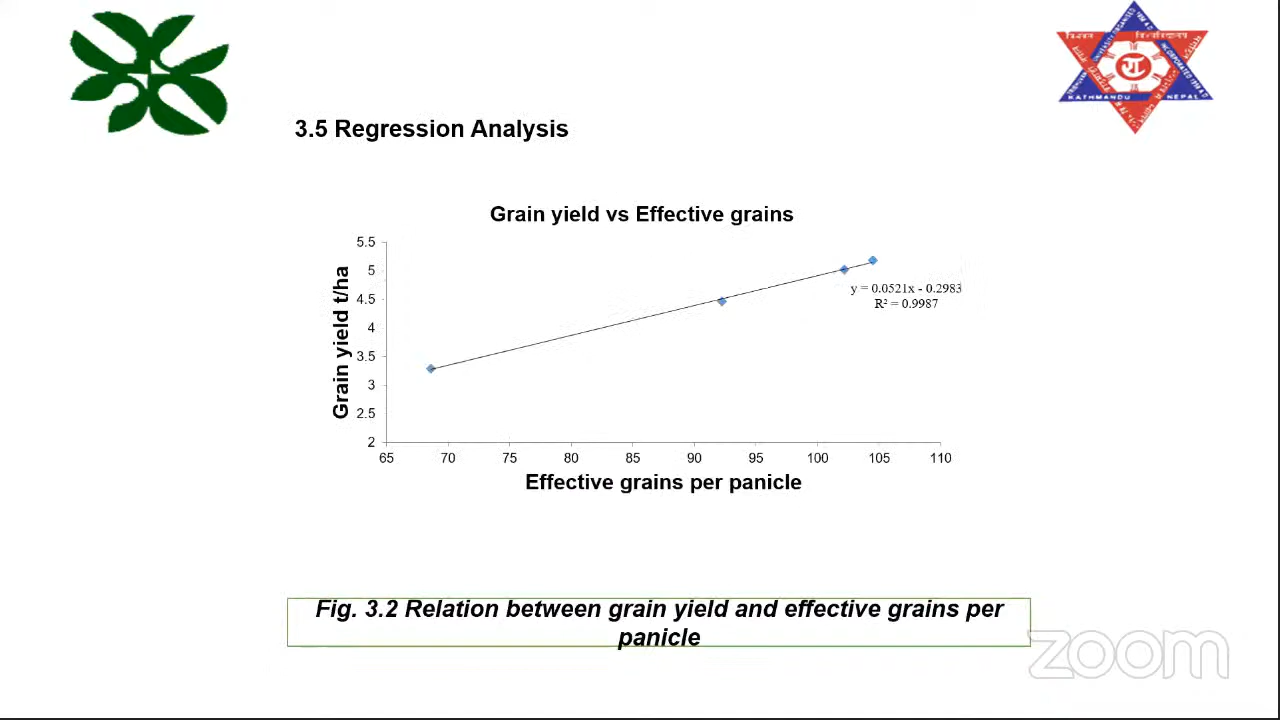 KATHMANDU NEPAL
3.5 Regression Analysis
Grain yield vs Effective grains
5.5
5
4.5
4
3.5
3
2.5
2
Grain yield t/ha
y = 0.0521x - 0.2983
R² = 0.9987
65 70 75 80 85 90 95 100 105 110
Effective grains per panicle
Fig. 3.2 Relation between grain yield and effective grains per
panicle
zoom